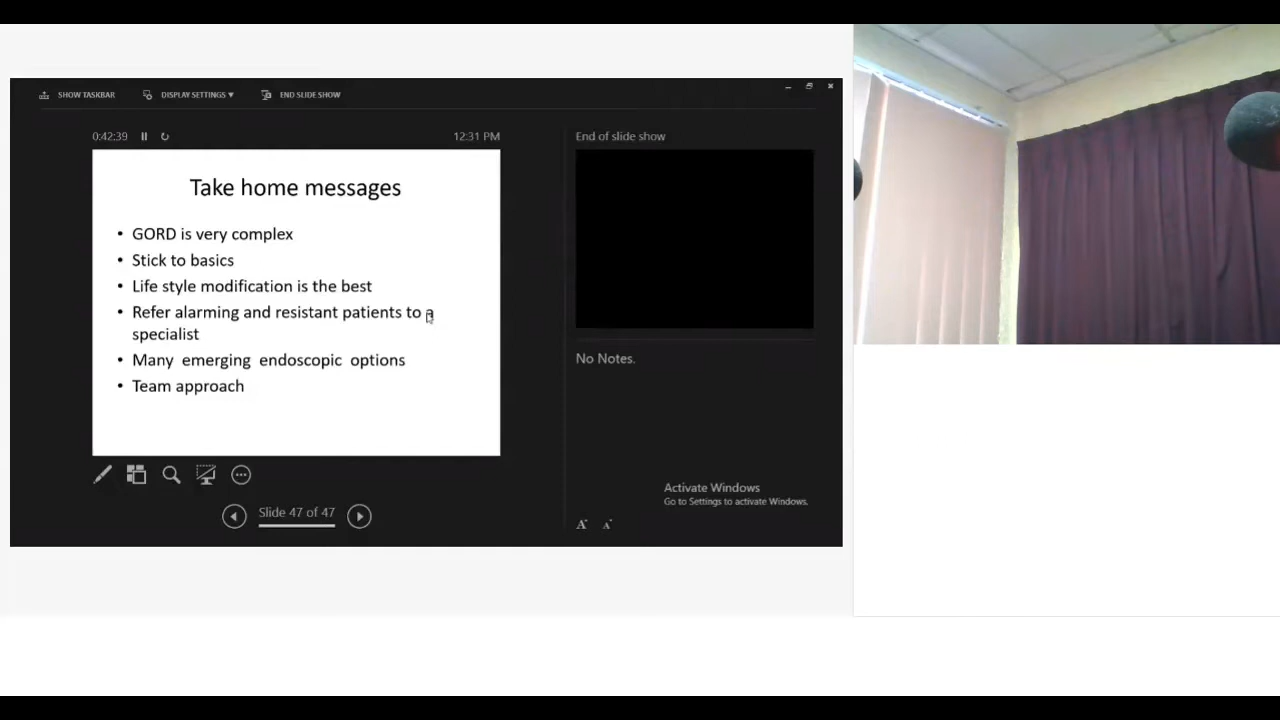 SHOW TASKBAR DISPLAY SETTINGS ▼ END SLIDE SHOW
0:42:39 12:31 PM
Take home messages
• GORD is very complex
• Stick to basics
• Life style modification is the best
• Refer alarming and resistant patients to a
specialist
• Many emerging endoscopic options
• Team approach
Slide 47 of 47
End of slide show
No Notes.
Activate Windows
Go to Settings to activate Windows.
A A